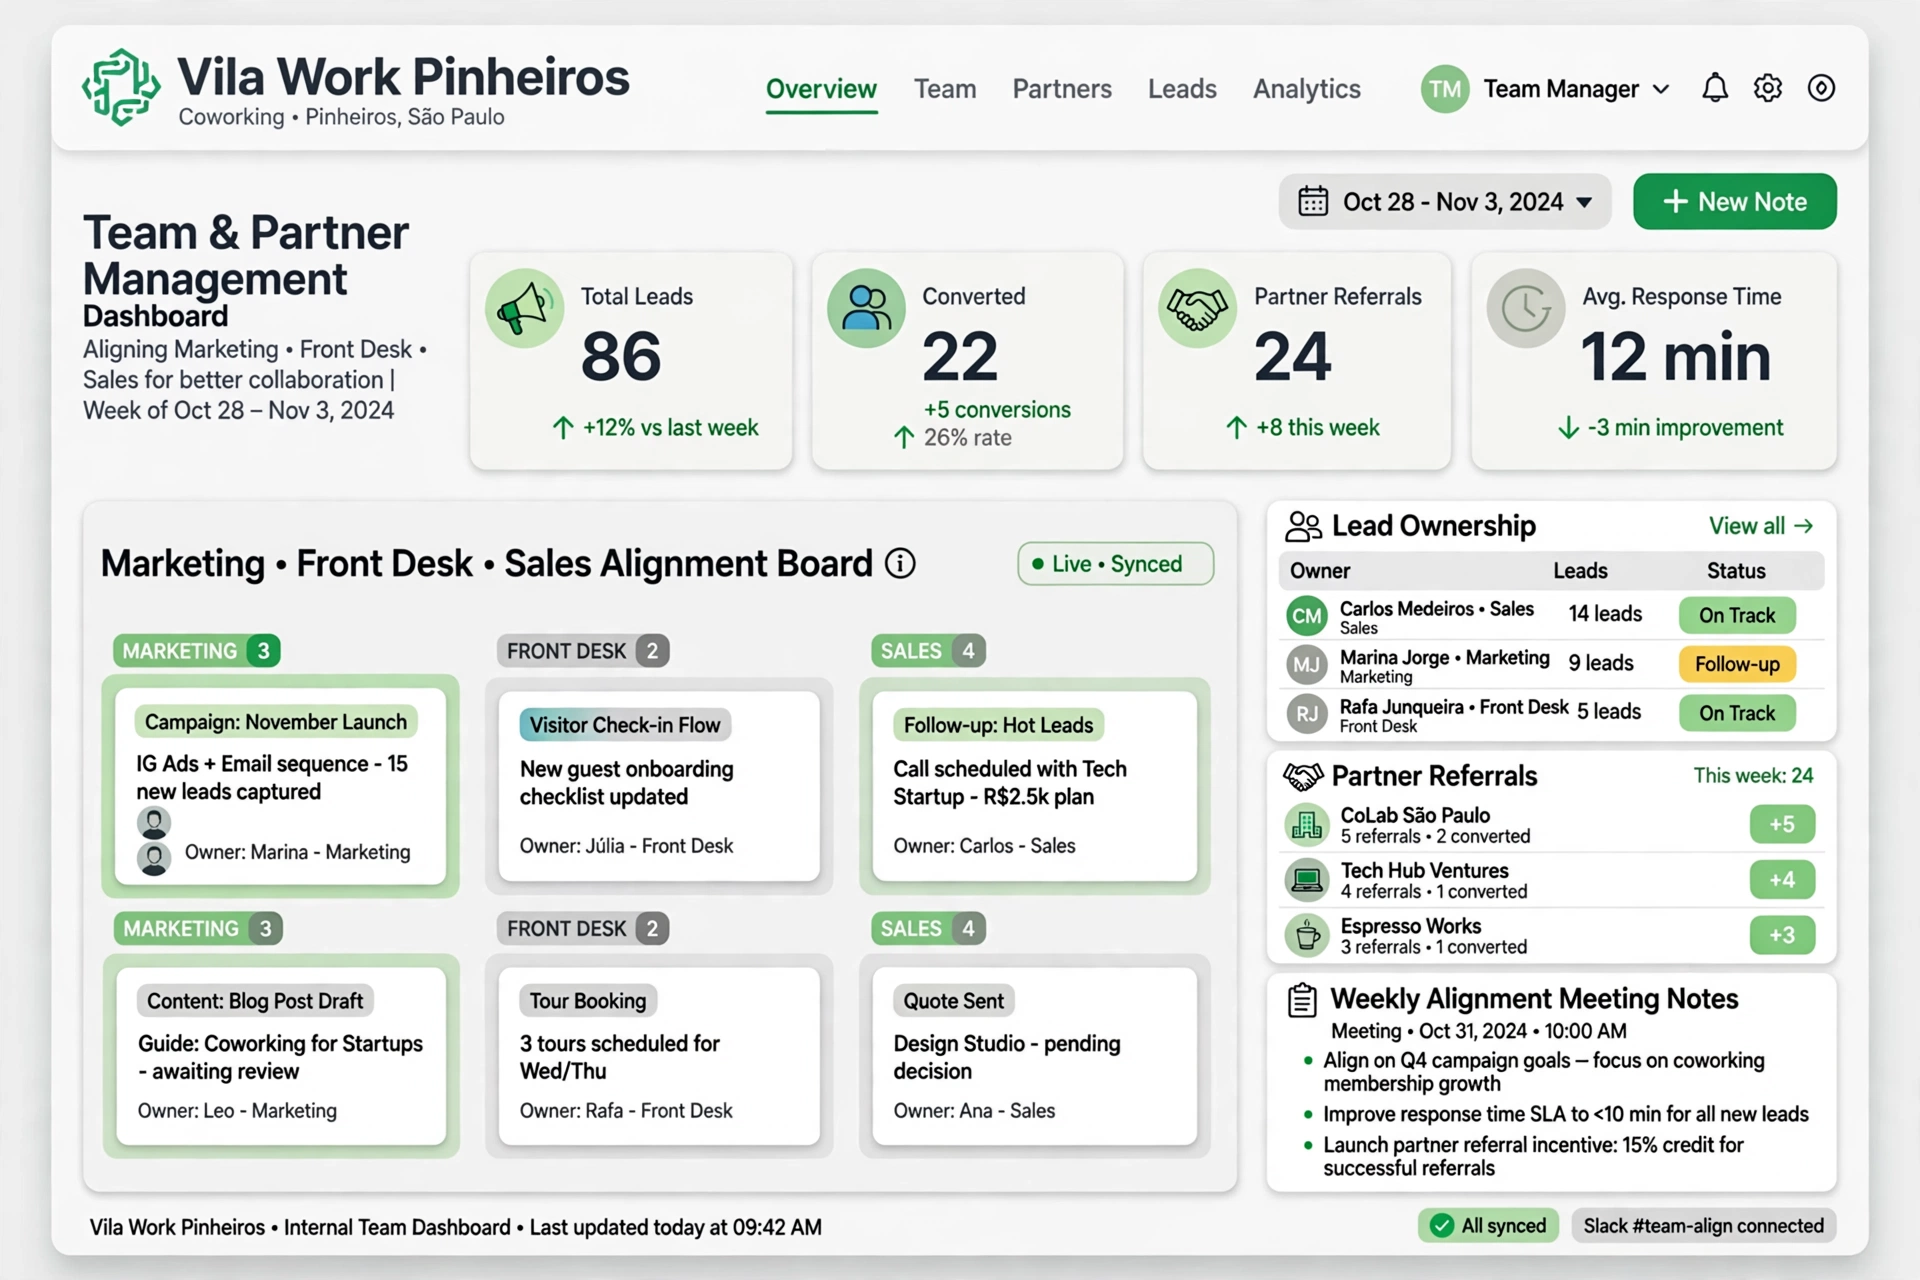 Vila Work Pinheiros
Coworking • Pinheiros, São Paulo
Overview
Team
Partners
Leads
Analytics
TM
Team Manager
Oct 28 - Nov 3, 2024
+ New Note
Team & Partner
Management
Dashboard
Aligning Marketing • Front Desk •
Sales for better collaboration |
Week of Oct 28 – Nov 3, 2024
Total Leads
86
↑ +12% vs last week
Converted
22
+5 conversions
↑ 26% rate
Partner Referrals
24
↑ +8 this week
Avg. Response Time
12 min
↓ -3 min improvement
Marketing • Front Desk • Sales Alignment Board
Live • Synced
MARKETING 3
Campaign: November Launch
IG Ads + Email sequence - 15
new leads captured
Owner: Marina - Marketing
FRONT DESK 2
Visitor Check-in Flow
New guest onboarding
checklist updated
Owner: Júlia - Front Desk
SALES 4
Follow-up: Hot Leads
Call scheduled with Tech
Startup - R$2.5k plan
Owner: Carlos - Sales
MARKETING 3
Content: Blog Post Draft
Guide: Coworking for Startups
- awaiting review
Owner: Leo - Marketing
FRONT DESK 2
Tour Booking
3 tours scheduled for
Wed/Thu
Owner: Rafa - Front Desk
SALES 4
Quote Sent
Design Studio - pending
decision
Owner: Ana - Sales
Lead Ownership
View all →
Owner Leads Status
CM Carlos Medeiros • Sales 14 leads On Track
Sales
MJ Marina Jorge • Marketing 9 leads Follow-up
Marketing
RJ Rafa Junqueira • Front Desk 5 leads On Track
Front Desk
Partner Referrals
This week: 24
CoLab São Paulo
5 referrals • 2 converted
+5
Tech Hub Ventures
4 referrals • 1 converted
+4
Espresso Works
3 referrals • 1 converted
+3
Weekly Alignment Meeting Notes
Meeting • Oct 31, 2024 • 10:00 AM
• Align on Q4 campaign goals – focus on coworking
membership growth
• Improve response time SLA to <10 min for all new leads
• Launch partner referral incentive: 15% credit for
successful referrals
Vila Work Pinheiros • Internal Team Dashboard • Last updated today at 09:42 AM
All synced
Slack #team-align connected